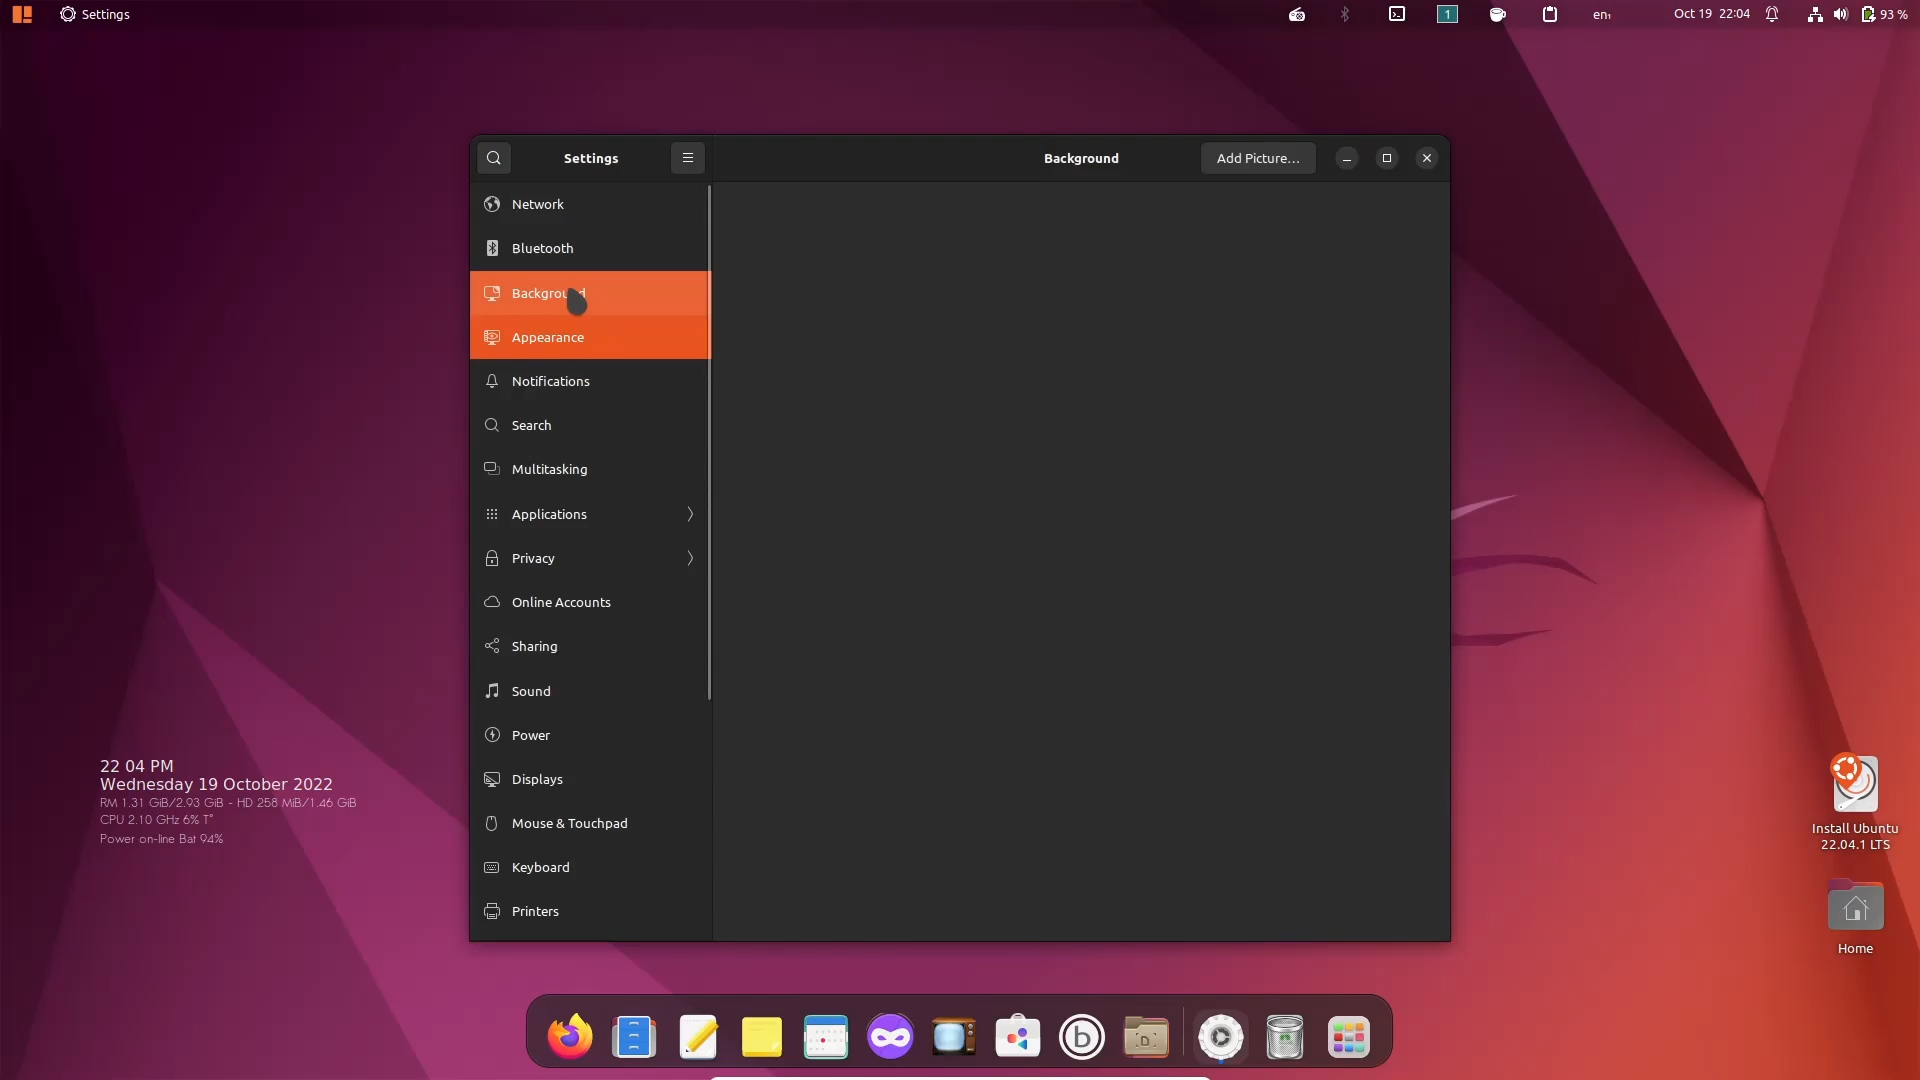 Settings
1
en₁
Oct 19 22:04
93 %
Settings
Background
Add Picture...
Network
Bluetooth
Background
Appearance
Notifications
Search
Multitasking
Applications
Privacy
Online Accounts
Sharing
Sound
Power
Displays
Mouse & Touchpad
Keyboard
Printers
22 04 PM
Wednesday 19 October 2022
RM 1.31 GiB/2.93 GiB - HD 258 MiB/1.46 GiB
CPU 2.10 GHz 6% T°
Power on-line Bat 94%
Install Ubuntu
22.04.1 LTS
Home
b
D